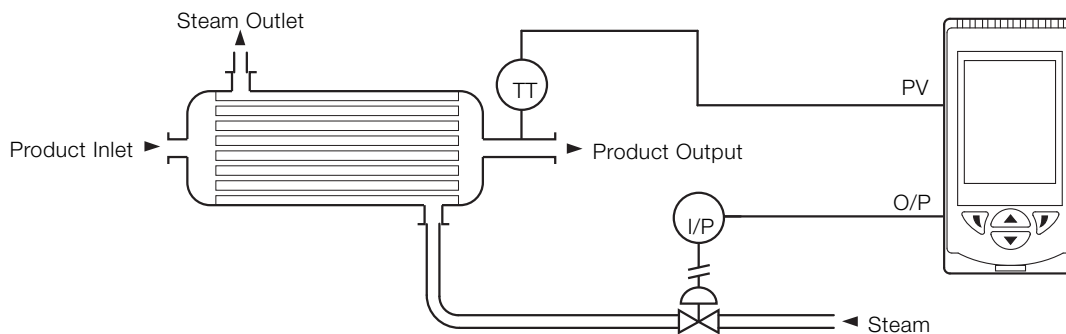 Steam Outlet
TT
PV
Product Inlet
Product Output
O/P
I/P
Steam